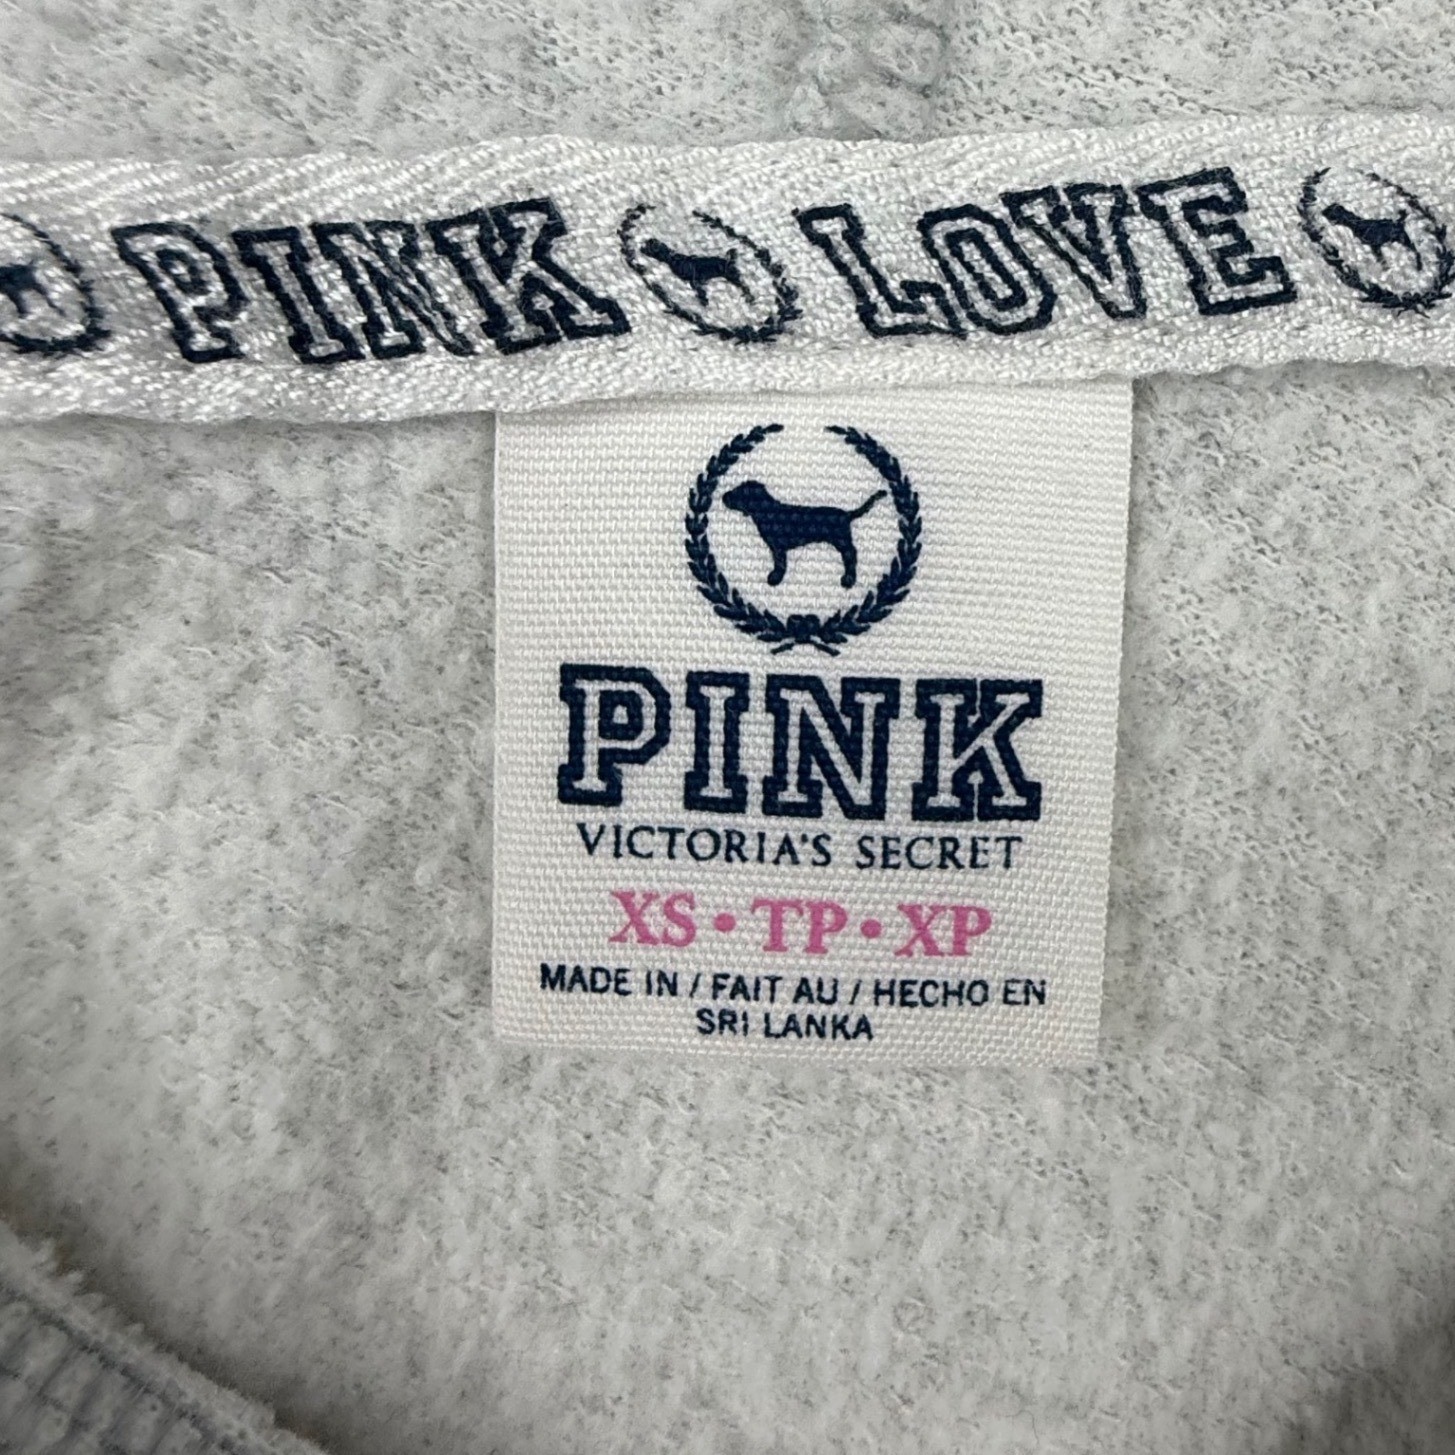 PINK LOVE
PINK
VICTORIA'S SECRET
XS•TP•XP
MADE IN / FAIT AU / HECHO EN
SRI LANKA